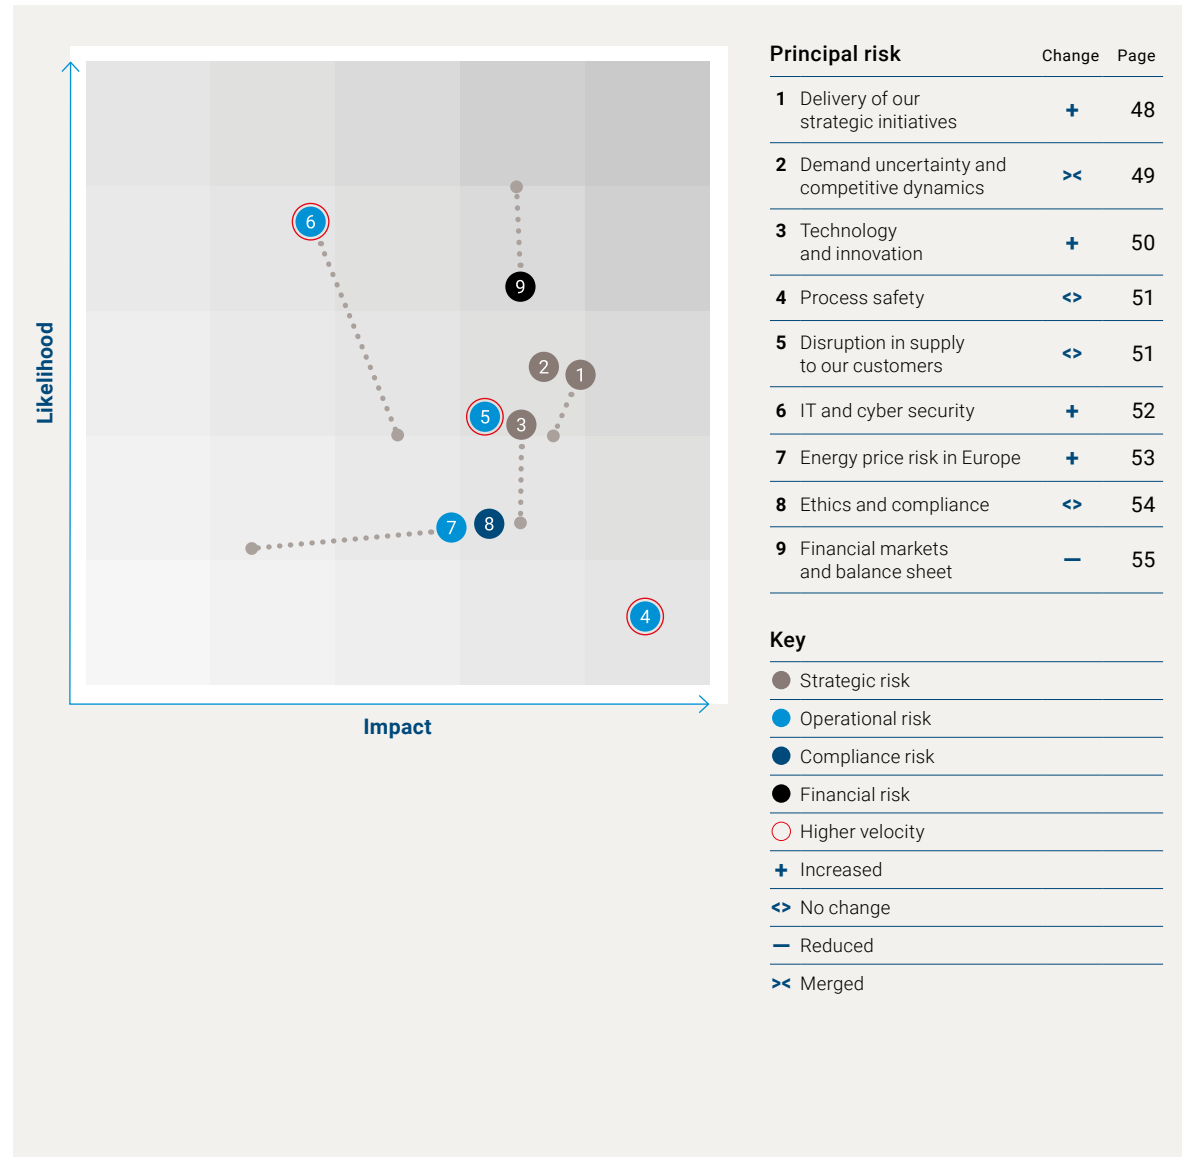 Likelihood
Impact
6
9
2
1
5
3
7
8
4
Principal risk Change Page
1 Delivery of our
strategic initiatives + 48
2 Demand uncertainty and
competitive dynamics >< 49
3 Technology
and innovation + 50
4 Process safety <> 51
5 Disruption in supply
to our customers <> 51
6 IT and cyber security + 52
7 Energy price risk in Europe + 53
8 Ethics and compliance <> 54
9 Financial markets
and balance sheet — 55
Key
Strategic risk
Operational risk
Compliance risk
Financial risk
Higher velocity
+ Increased
<> No change
— Reduced
>< Merged